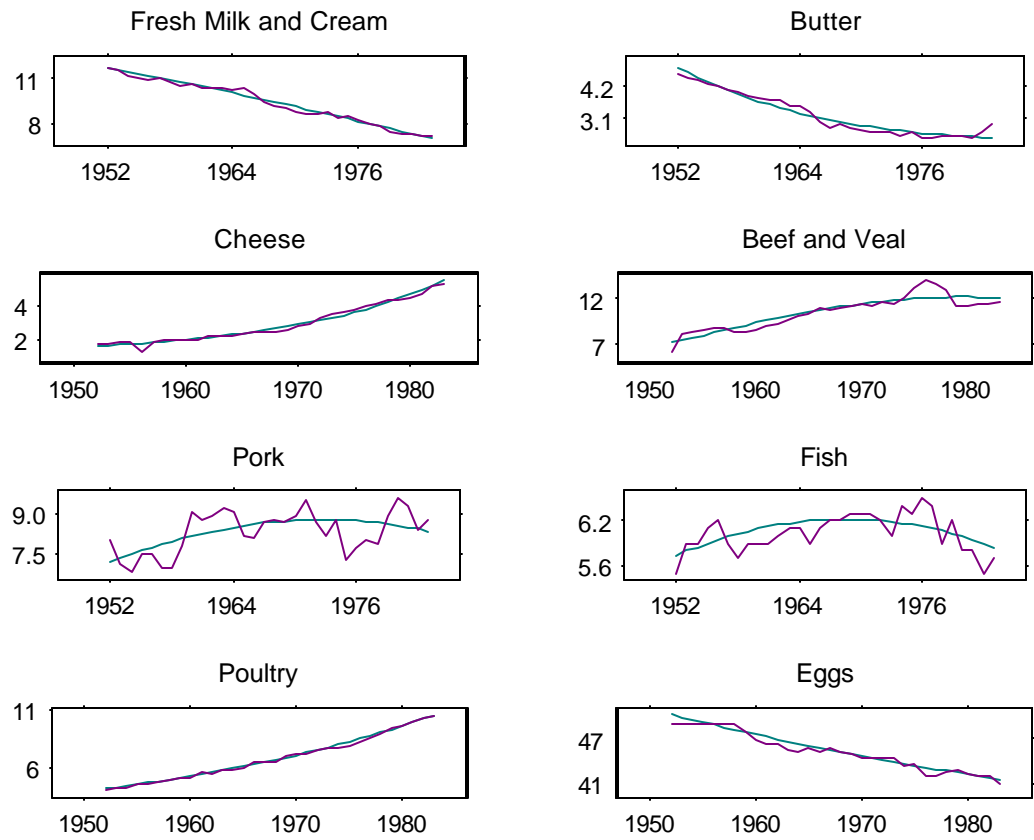 Fresh Milk and Cream
11
8
1952 1964 1976
Butter
4.2
3.1
1952 1964 1976
Cheese
4
2
1950 1960 1970 1980
Beef and Veal
12
7
1950 1960 1970 1980
Pork
9.0
7.5
1952 1964 1976
Fish
6.2
5.6
1952 1964 1976
Poultry
11
6
1950 1960 1970 1980
Eggs
47
41
1950 1960 1970 1980